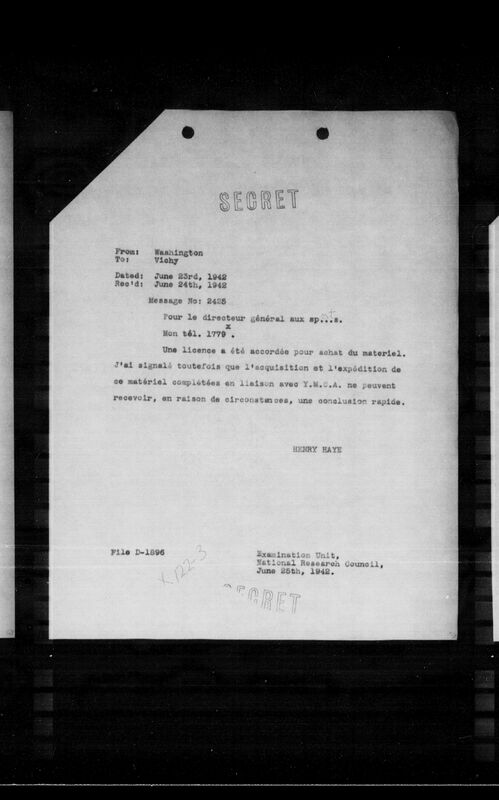 SECRET
From: Washington
To: Vichy
Dated: June 23rd, 1942
Rec'd: June 24th, 1942
Message No: 2425
Pour le directeur général aux sp...s.
x
Mon tél. 1779 .
Une licence a été accordée pour achat du materiel.
J'ai signalé toutefois que l'acquisition et l'expédition de
ce matériel complétées en liaison avec Y.M.C.A. ne peuvent
recevoir, en raison de circonstances, une conclusion rapide.
HENRY HAYE
File D-1896
X 122-3
Examination Unit,
National Research Council,
June 25th, 1942.
SECRET